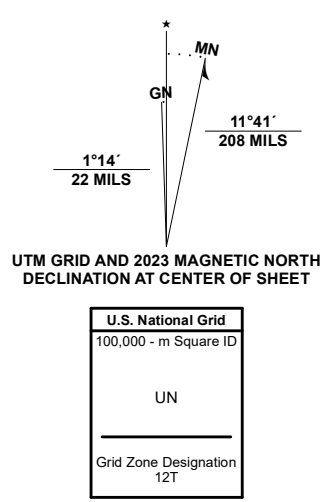 ★
MN
GN
11°41´
208 MILS
1°14´
22 MILS
UTM GRID AND 2023 MAGNETIC NORTH
DECLINATION AT CENTER OF SHEET
U.S. National Grid
100,000 - m Square ID
UN
Grid Zone Designation
12T